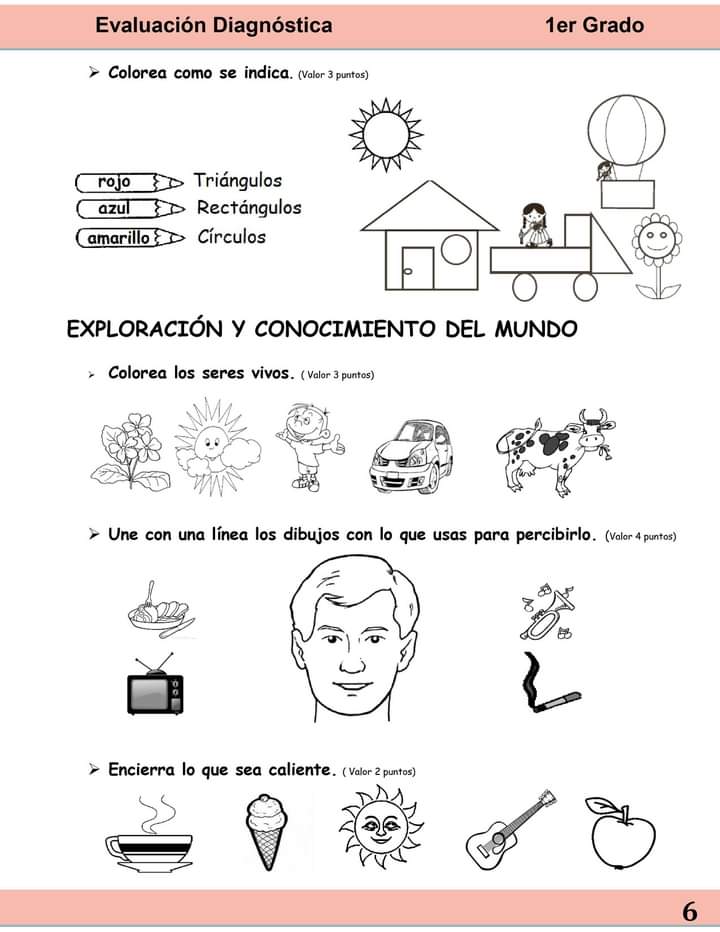 Evaluación Diagnóstica 1er Grado
➢ Colorea como se indica. (Valor 3 puntos)
rojo Triángulos
azul Rectángulos
amarillo Círculos
EXPLORACIÓN Y CONOCIMIENTO DEL MUNDO
➢ Colorea los seres vivos. ( Valor 3 puntos)
➢ Une con una línea los dibujos con lo que usas para percibirlo. (Valor 4 puntos)
➢ Encierra lo que sea caliente. ( Valor 2 puntos)
6